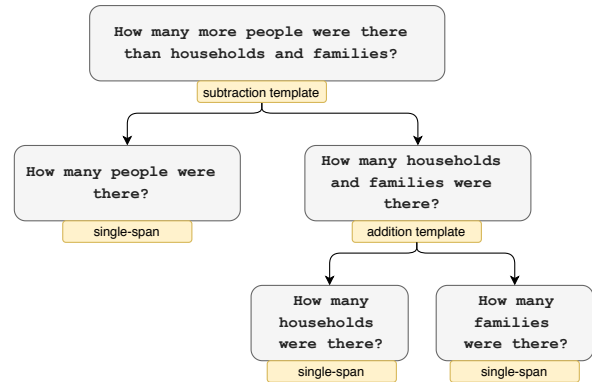 How many more people were there
than households and families?
subtraction template
How many people were
there?
single-span
How many households
and families were
there?
addition template
How many
households
were there?
single-span
How many
families
were there?
single-span